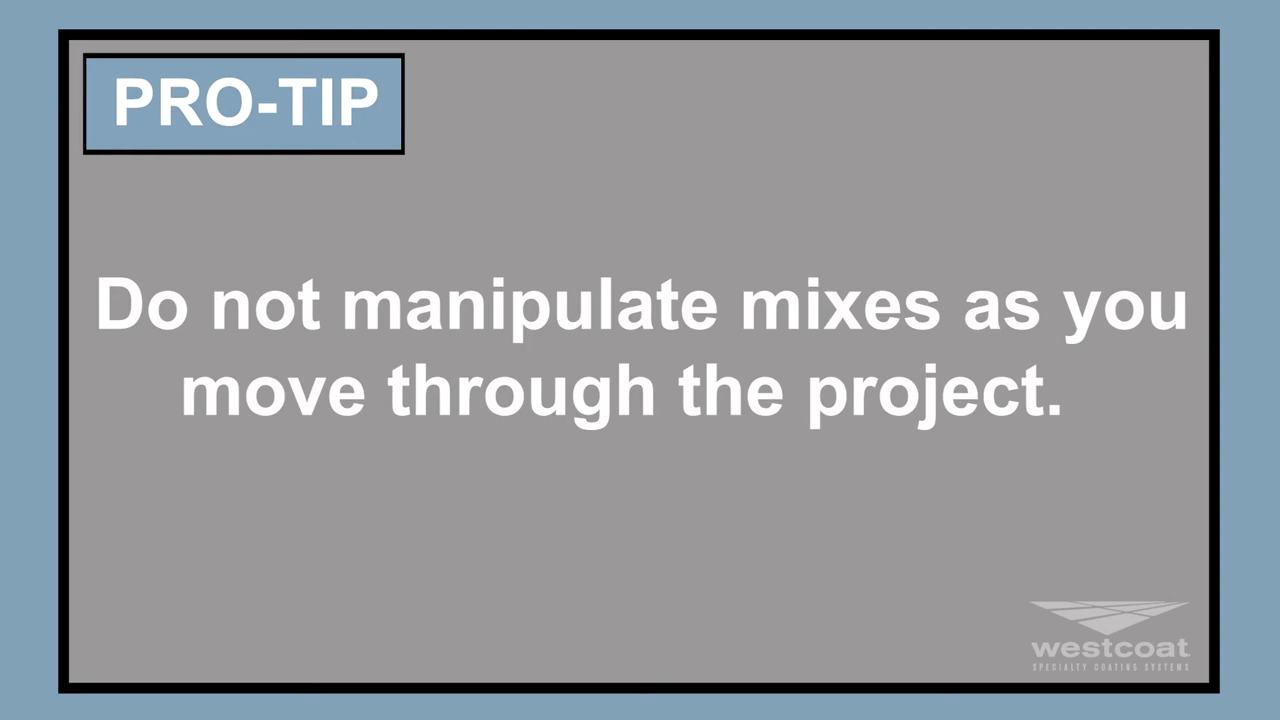 PRO-TIP
Do not manipulate mixes as you
move through the project.
westcoat
SPECIALTY COATING SYSTEMS